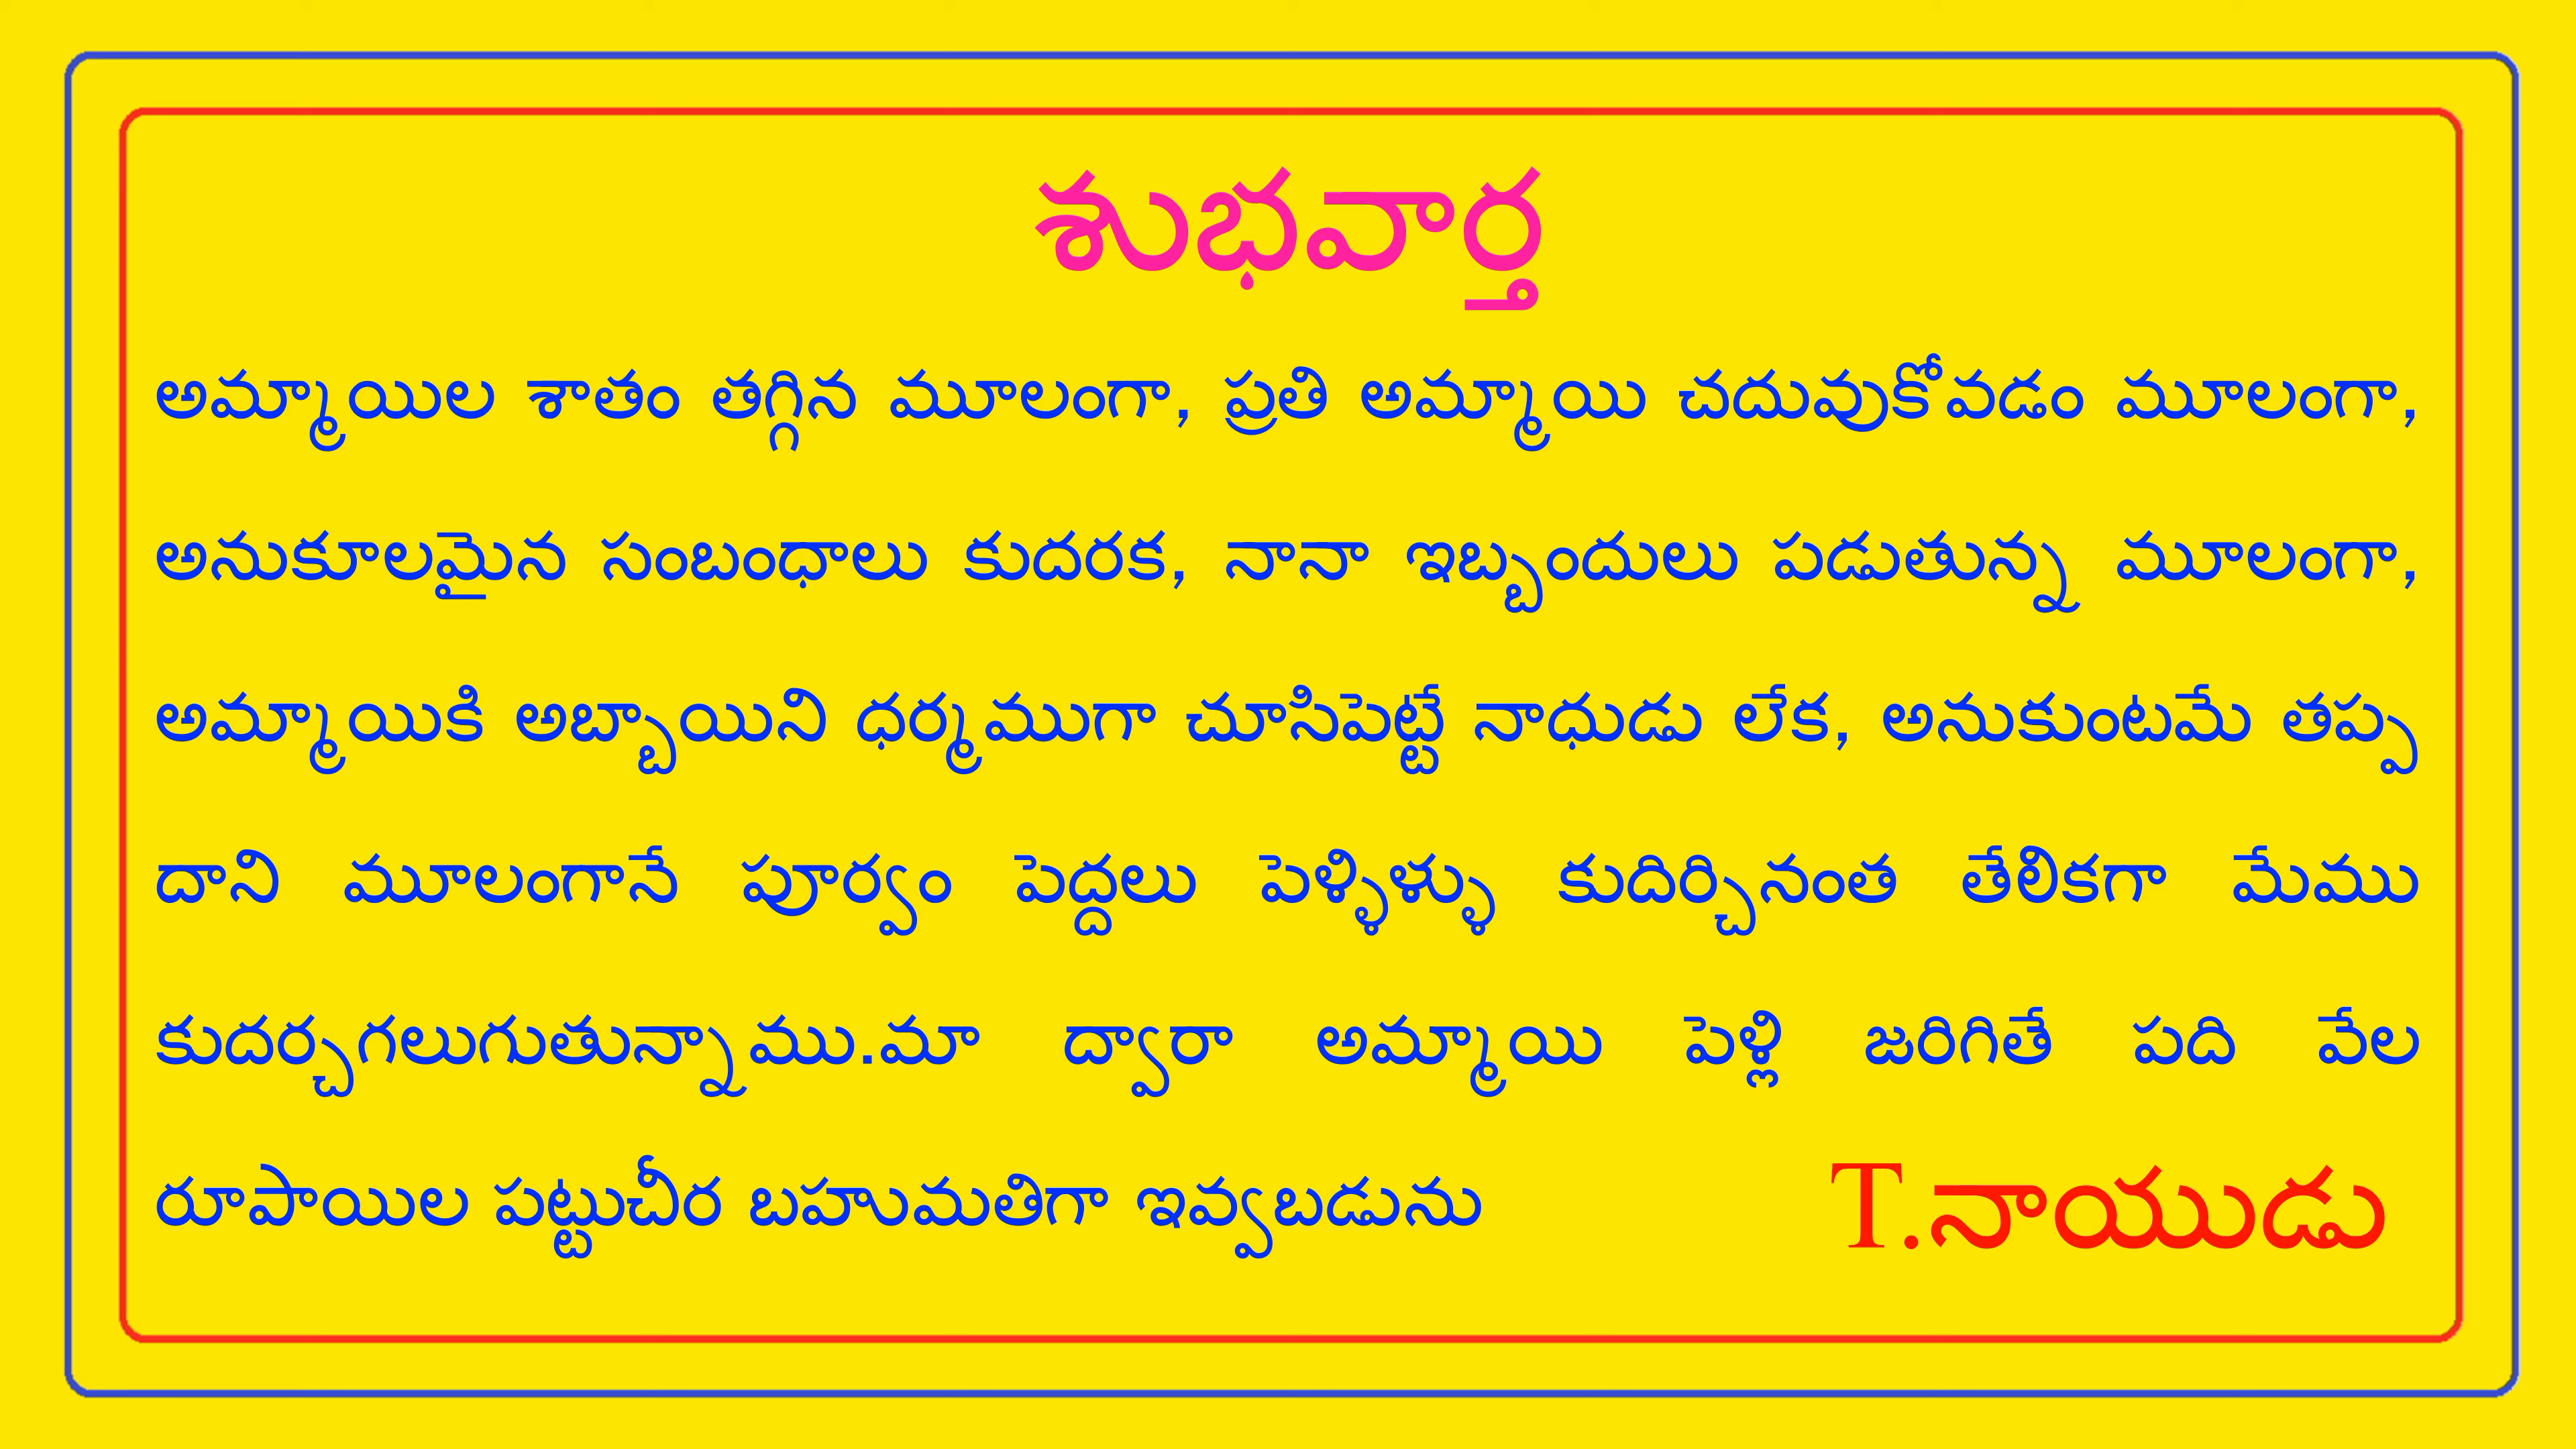 శుభవార్త
అమ్మాయిల శాతం తగ్గిన మూలంగా, ప్రతి అమ్మాయి చదువుకోవడం మూలంగా,
అనుకూలమైన సంబంధాలు కుదరక, నానా ఇబ్బందులు పడుతున్న మూలంగా,
అమ్మాయికి అబ్బాయిని ధర్మముగా చూసిపెట్టే నాధుడు లేక, అనుకుంటమే తప్ప
దాని మూలంగానే పూర్వం పెద్దలు పెళ్ళిళ్ళు కుదిర్చినంత తేలికగా మేము
కుదర్చగలుగుతున్నాము.మా ద్వారా అమ్మాయి పెళ్లి జరిగితే పది వేల
రూపాయిల పట్టుచీర బహుమతిగా ఇవ్వబడును T.నాయుడు